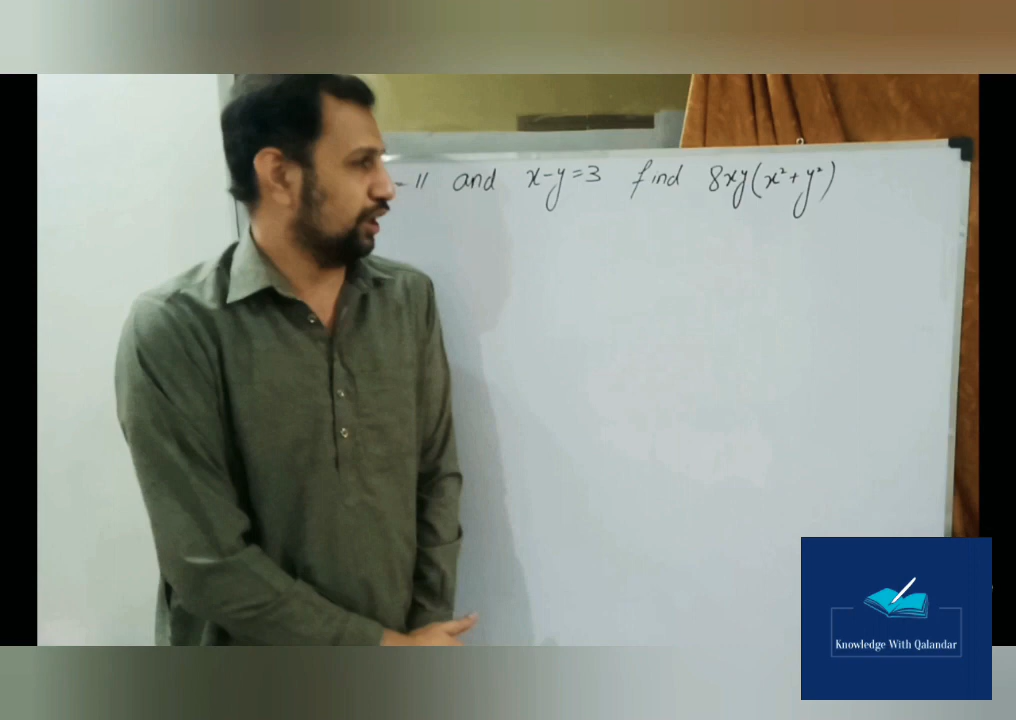 = 11 and x-y=3 find 8xy(x²+y²)
Knowledge With Qalandar